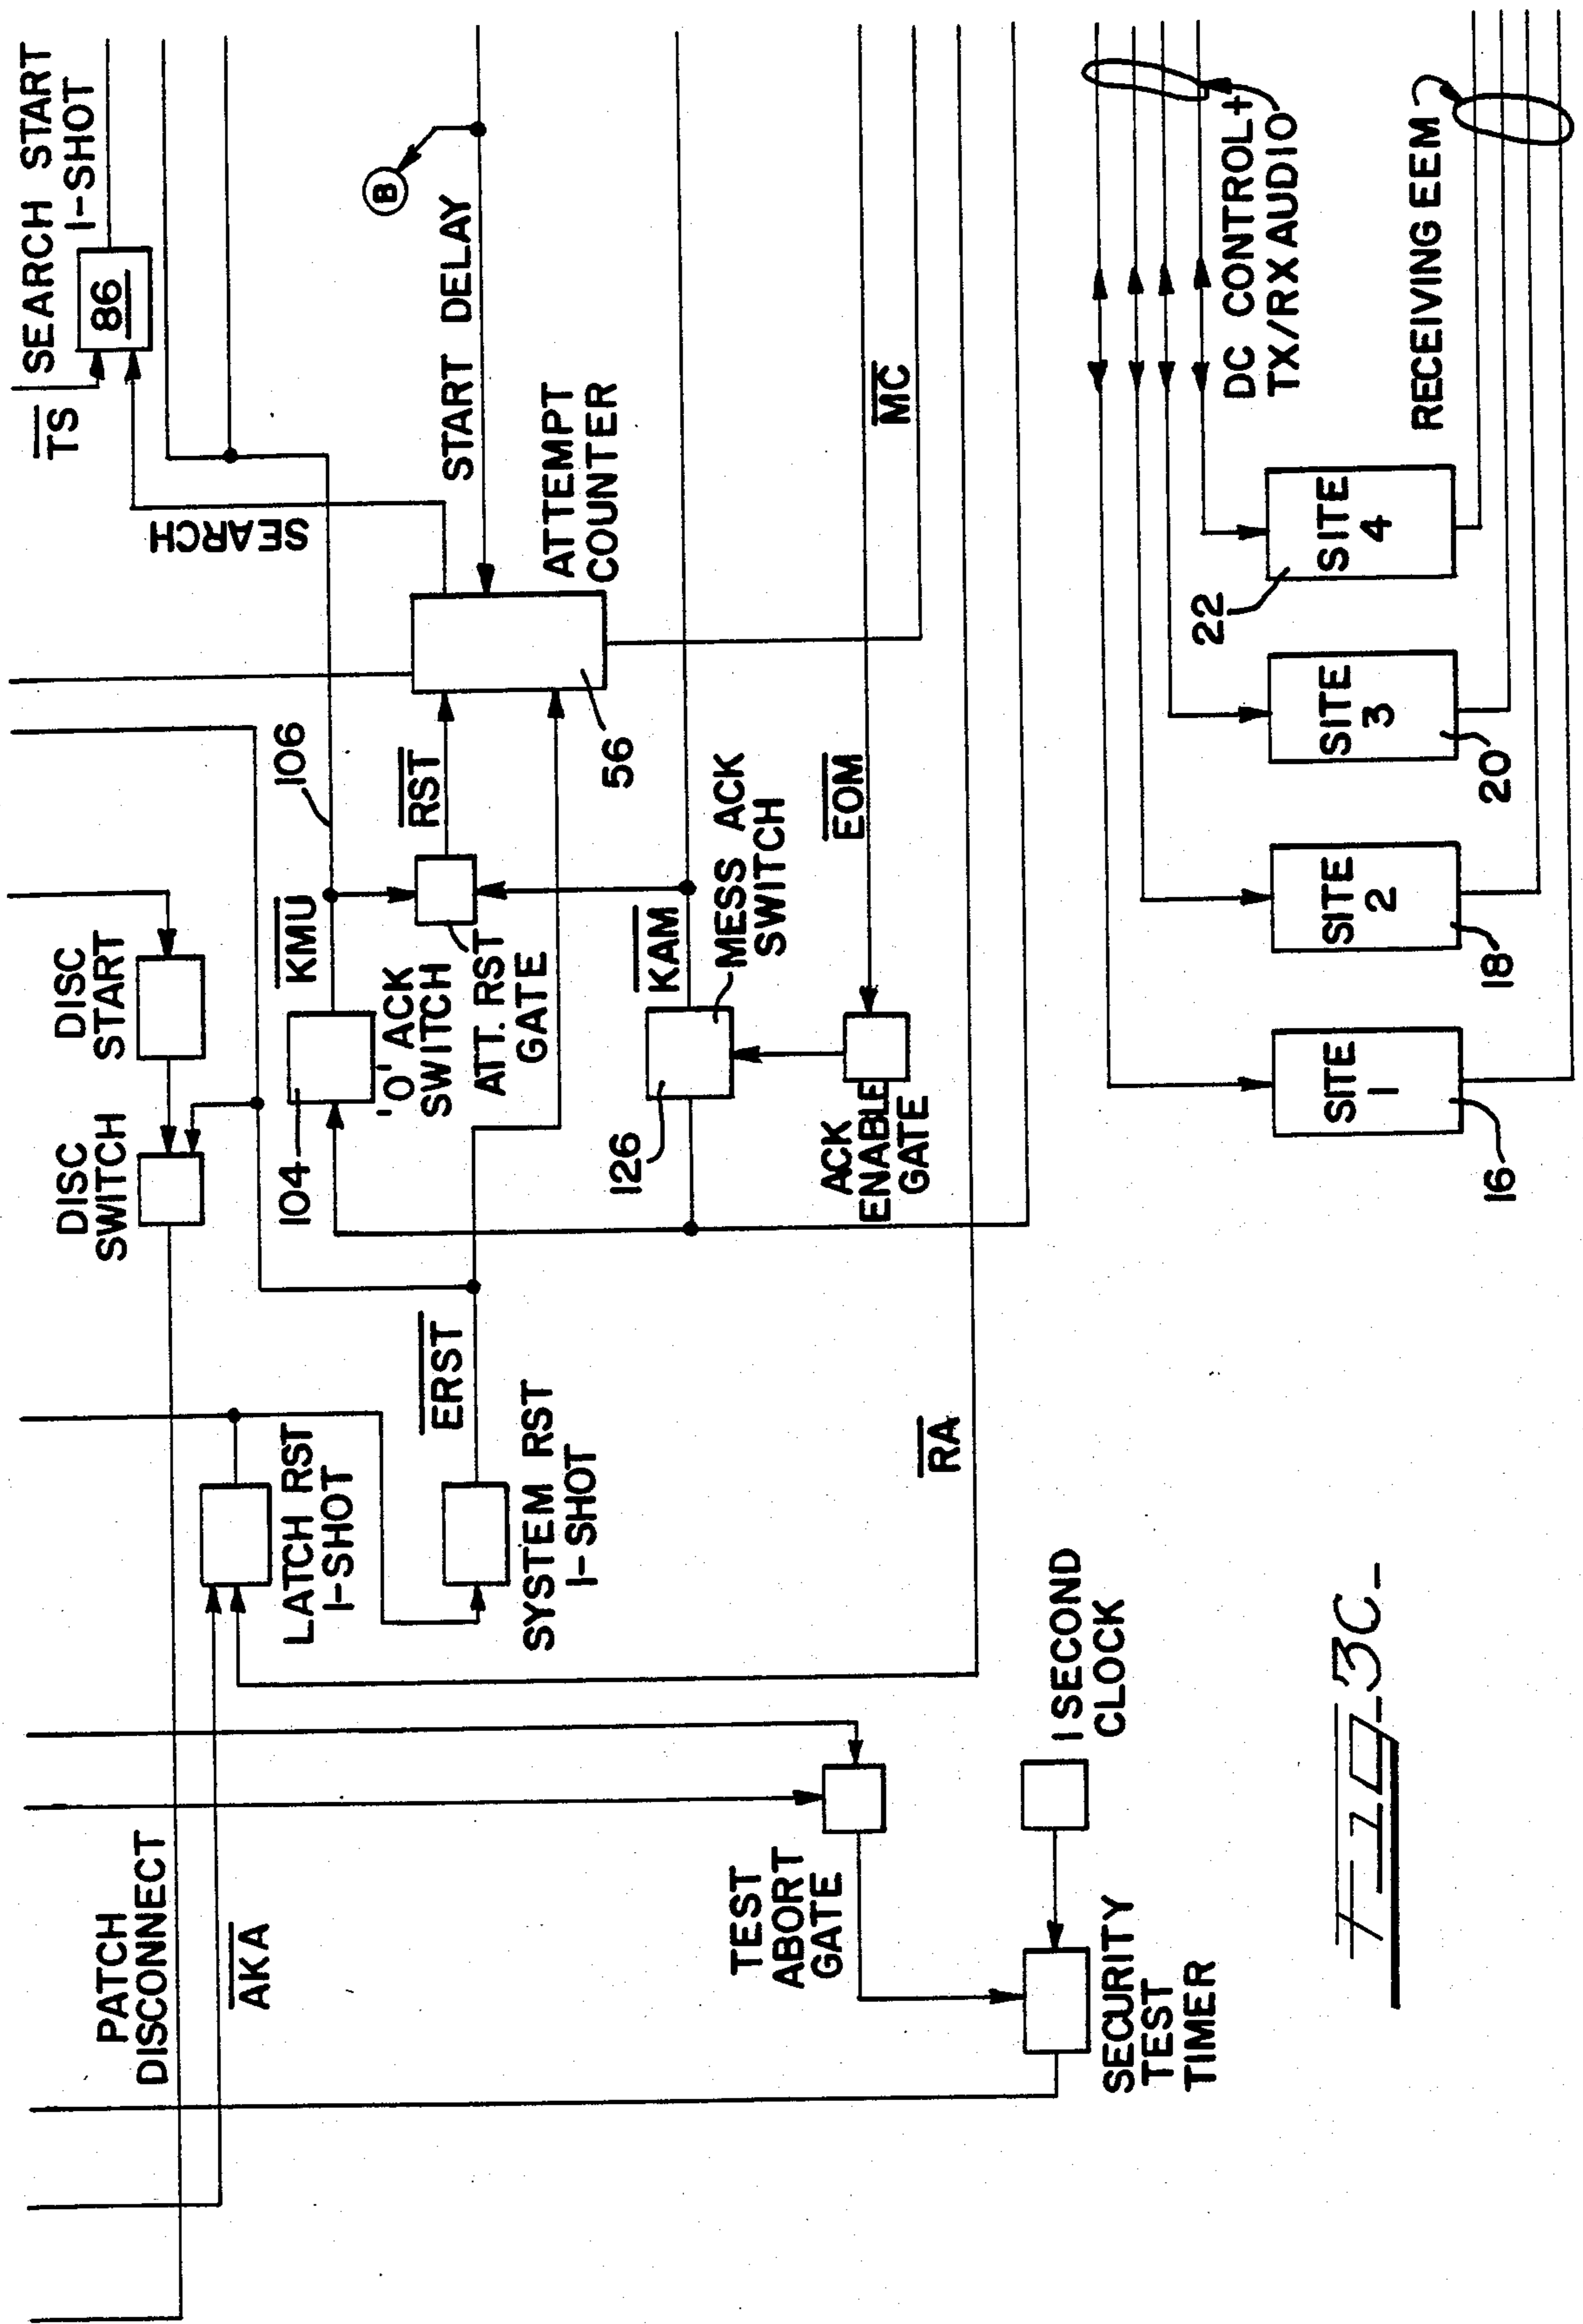 PATCH
DISCONNECT
AKA
DISC
SWITCH
DISC
START
TS
SEARCH START
1-SHOT
86
SEARCH
LATCH RST
1-SHOT
ERST
SYSTEM RST
1-SHOT
104
KMU
106
'O' ACK
SWITCH
RST
ATT. RST
GATE
START DELAY
B
ATTEMPT
COUNTER
56
126
KAM
MESS ACK
SWITCH
ACK
ENABLE
GATE
EOM
MC
RA
TEST
ABORT
GATE
1 SECOND
CLOCK
SECURITY
TEST
TIMER
SITE
1
16
SITE
2
18
SITE
3
20
SITE
4
22
DC CONTROL+
TX/RX AUDIO
RECEIVING EEM
FIG. 3C.